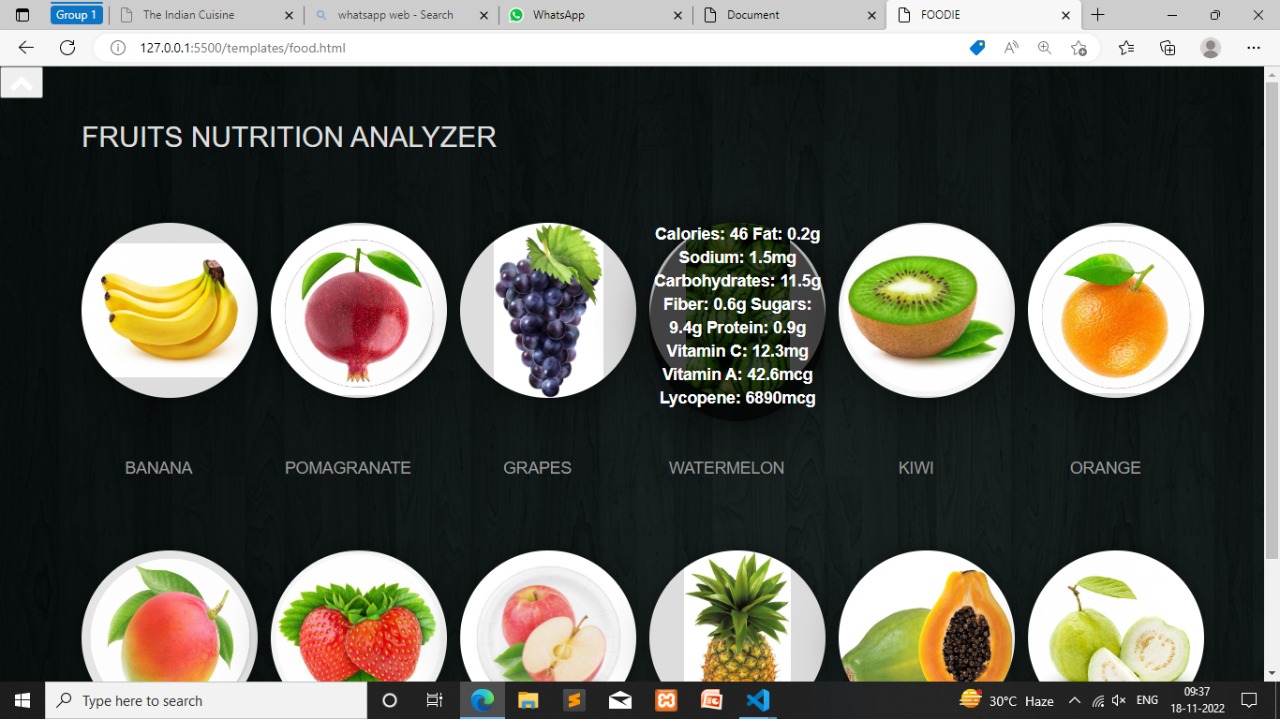 Group 1
The Indian Cuisine
whatsapp web - Search
WhatsApp
Document
FOODIE
127.0.0.1:5500/templates/food.html
FRUITS NUTRITION ANALYZER
Calories: 46 Fat: 0.2g
Sodium: 1.5mg
Carbohydrates: 11.5g
Fiber: 0.6g Sugars:
9.4g Protein: 0.9g
Vitamin C: 12.3mg
Vitamin A: 42.6mcg
Lycopene: 6890mcg
BANANA
POMAGRANATE
GRAPES
WATERMELON
KIWI
ORANGE
Type here to search
30°C Haze
ENG
09:37
18-11-2022